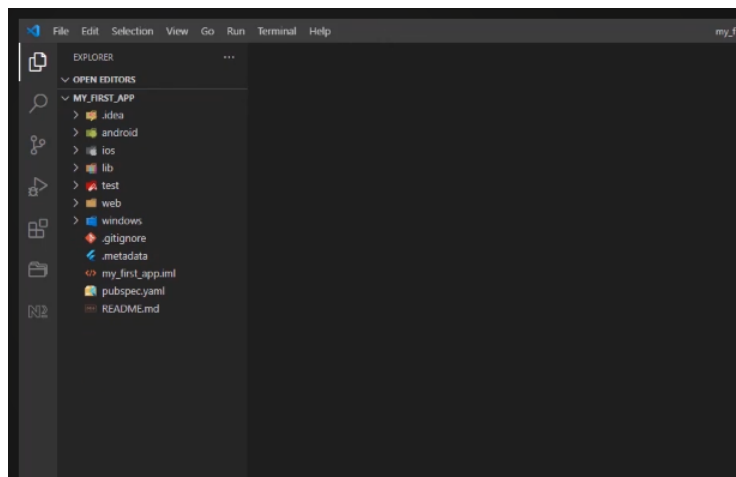 File Edit Selection View Go Run Terminal Help my_f
EXPLORER ...
OPEN EDITORS
MY_FIRST_APP
.idea
android
ios
lib
test
web
windows
.gitignore
.metadata
my_first_app.iml
pubspec.yaml
README.md